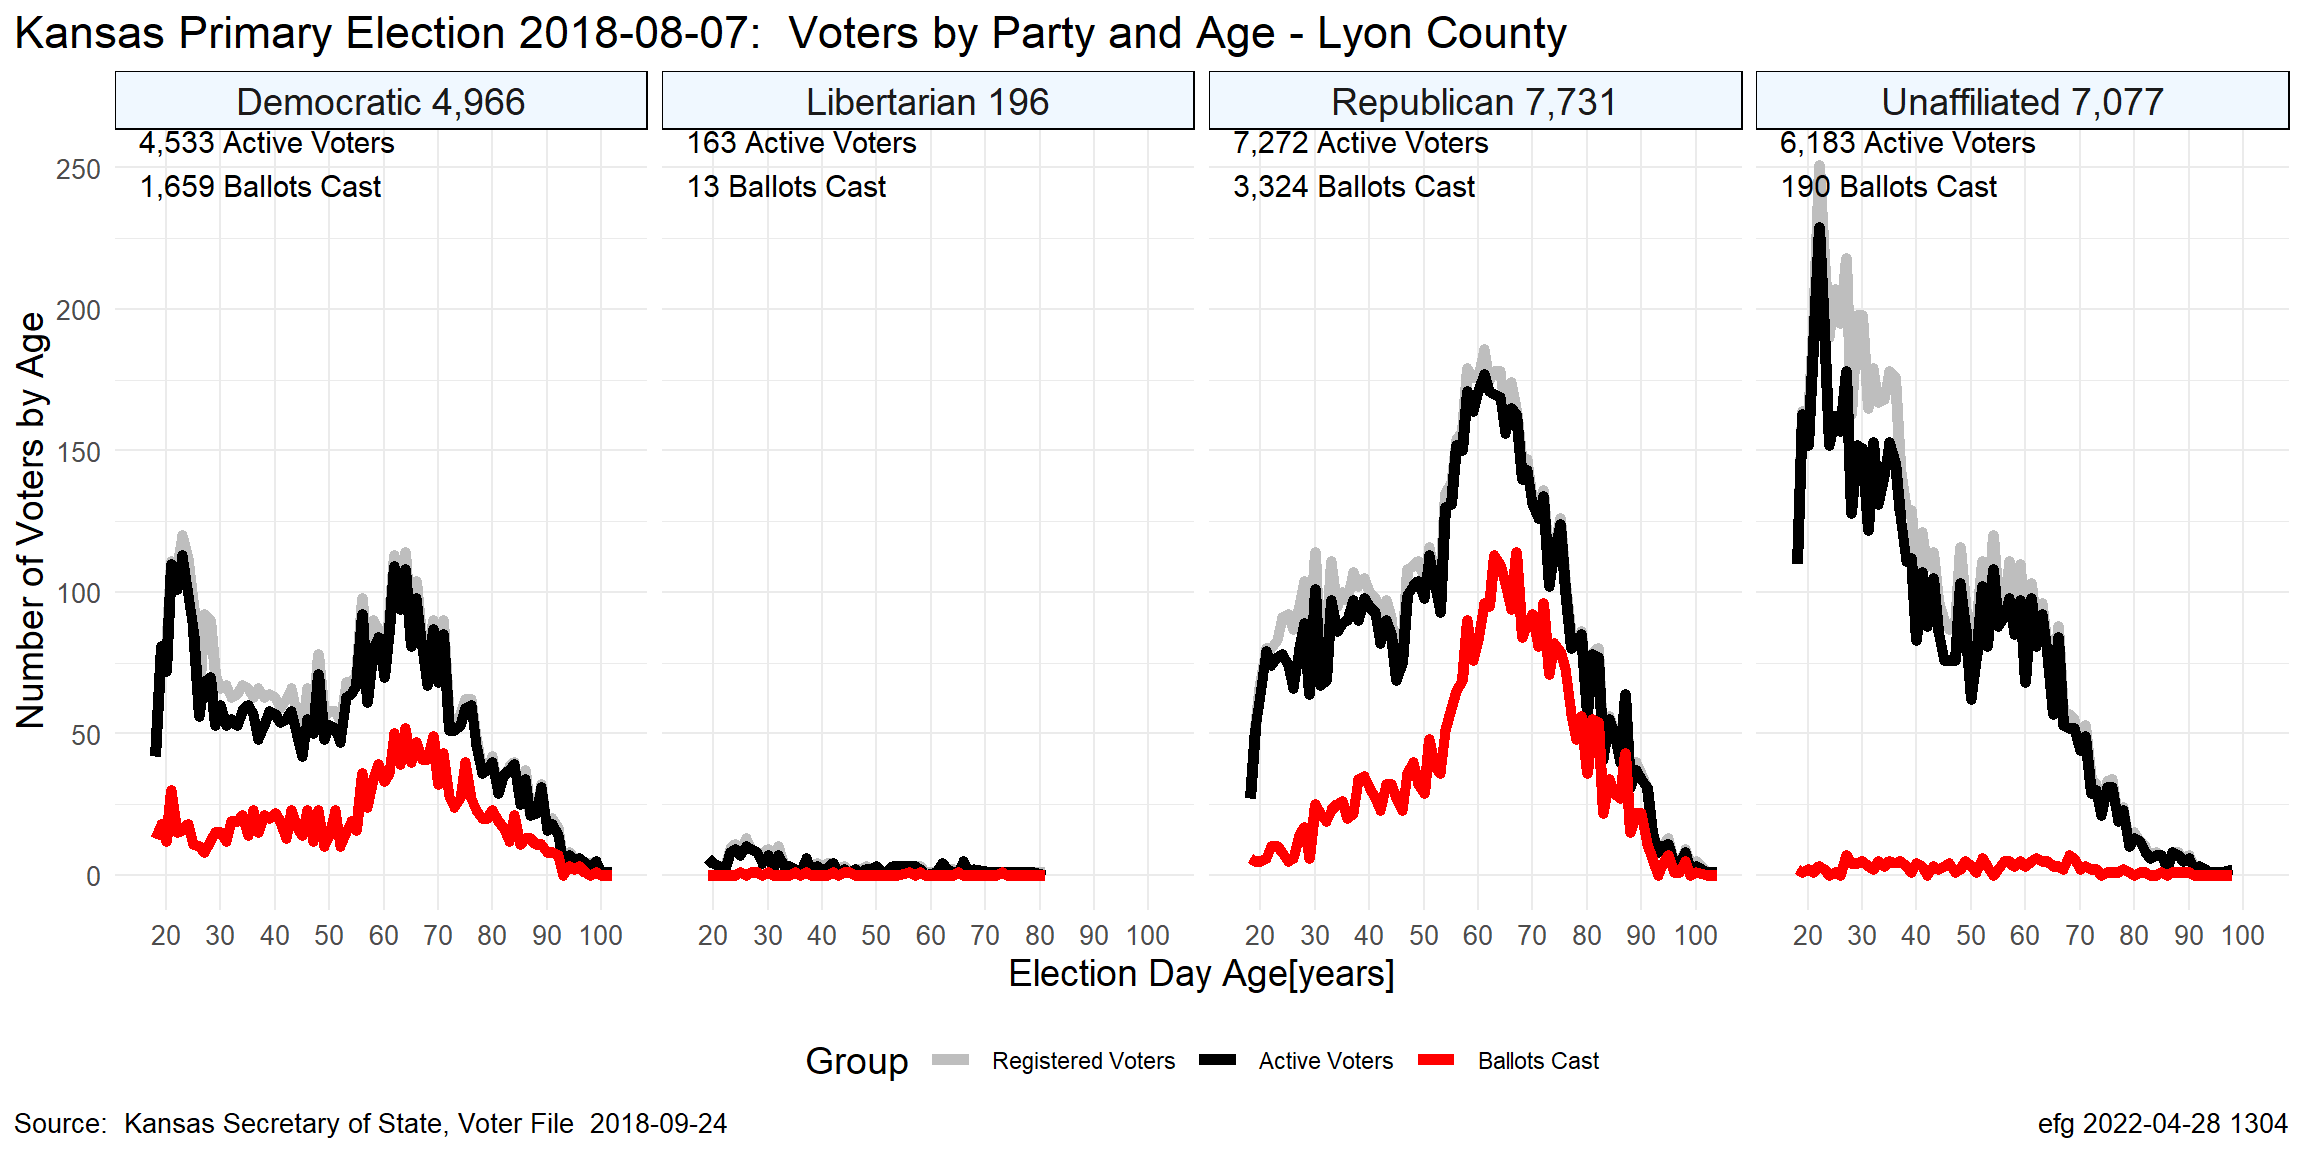 Kansas Primary Election 2018-08-07:  Voters by Party and Age - Lyon County
Democratic 4,966
Libertarian 196
Republican 7,731
Unaffiliated 7,077
4,533 Active Voters
1,659 Ballots Cast
163 Active Voters
13 Ballots Cast
7,272 Active Voters
3,324 Ballots Cast
6,183 Active Voters
190 Ballots Cast
Number of Voters by Age
250
200
150
100
50
0
20 30 40 50 60 70 80 90 100
20 30 40 50 60 70 80 90 100
20 30 40 50 60 70 80 90 100
20 30 40 50 60 70 80 90 100
Election Day Age[years]
Group Registered Voters Active Voters Ballots Cast
Source:  Kansas Secretary of State, Voter File  2018-09-24
efg 2022-04-28 1304